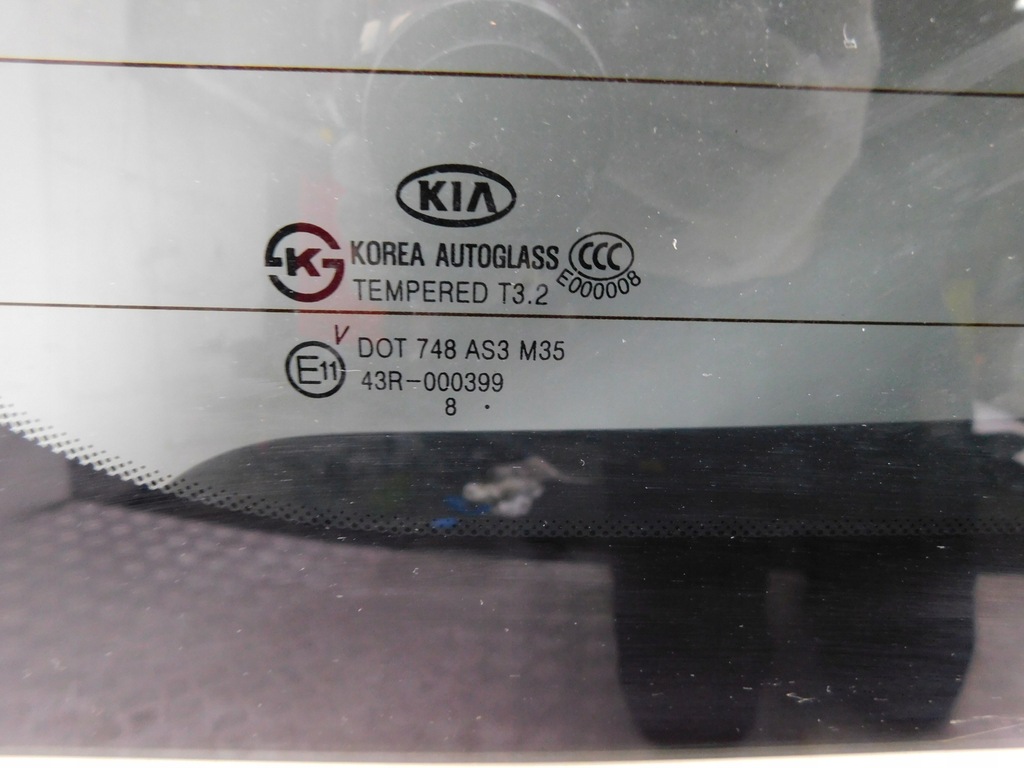 KIA
K KOREA AUTOGLASS CCC
TEMPERED T3.2 E000008
V
E11 DOT 748 AS3 M35
43R-000399
8 .